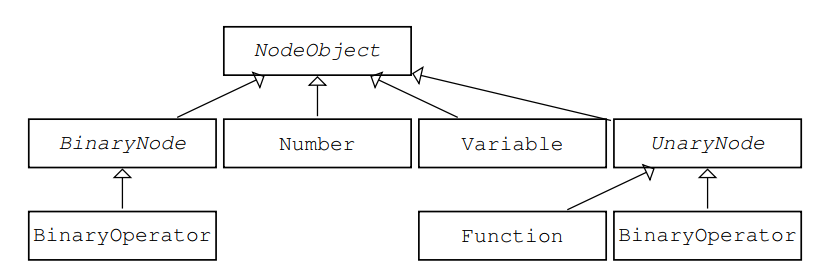 NodeObject
BinaryNode
Number
Variable
UnaryNode
BinaryOperator
Function
BinaryOperator